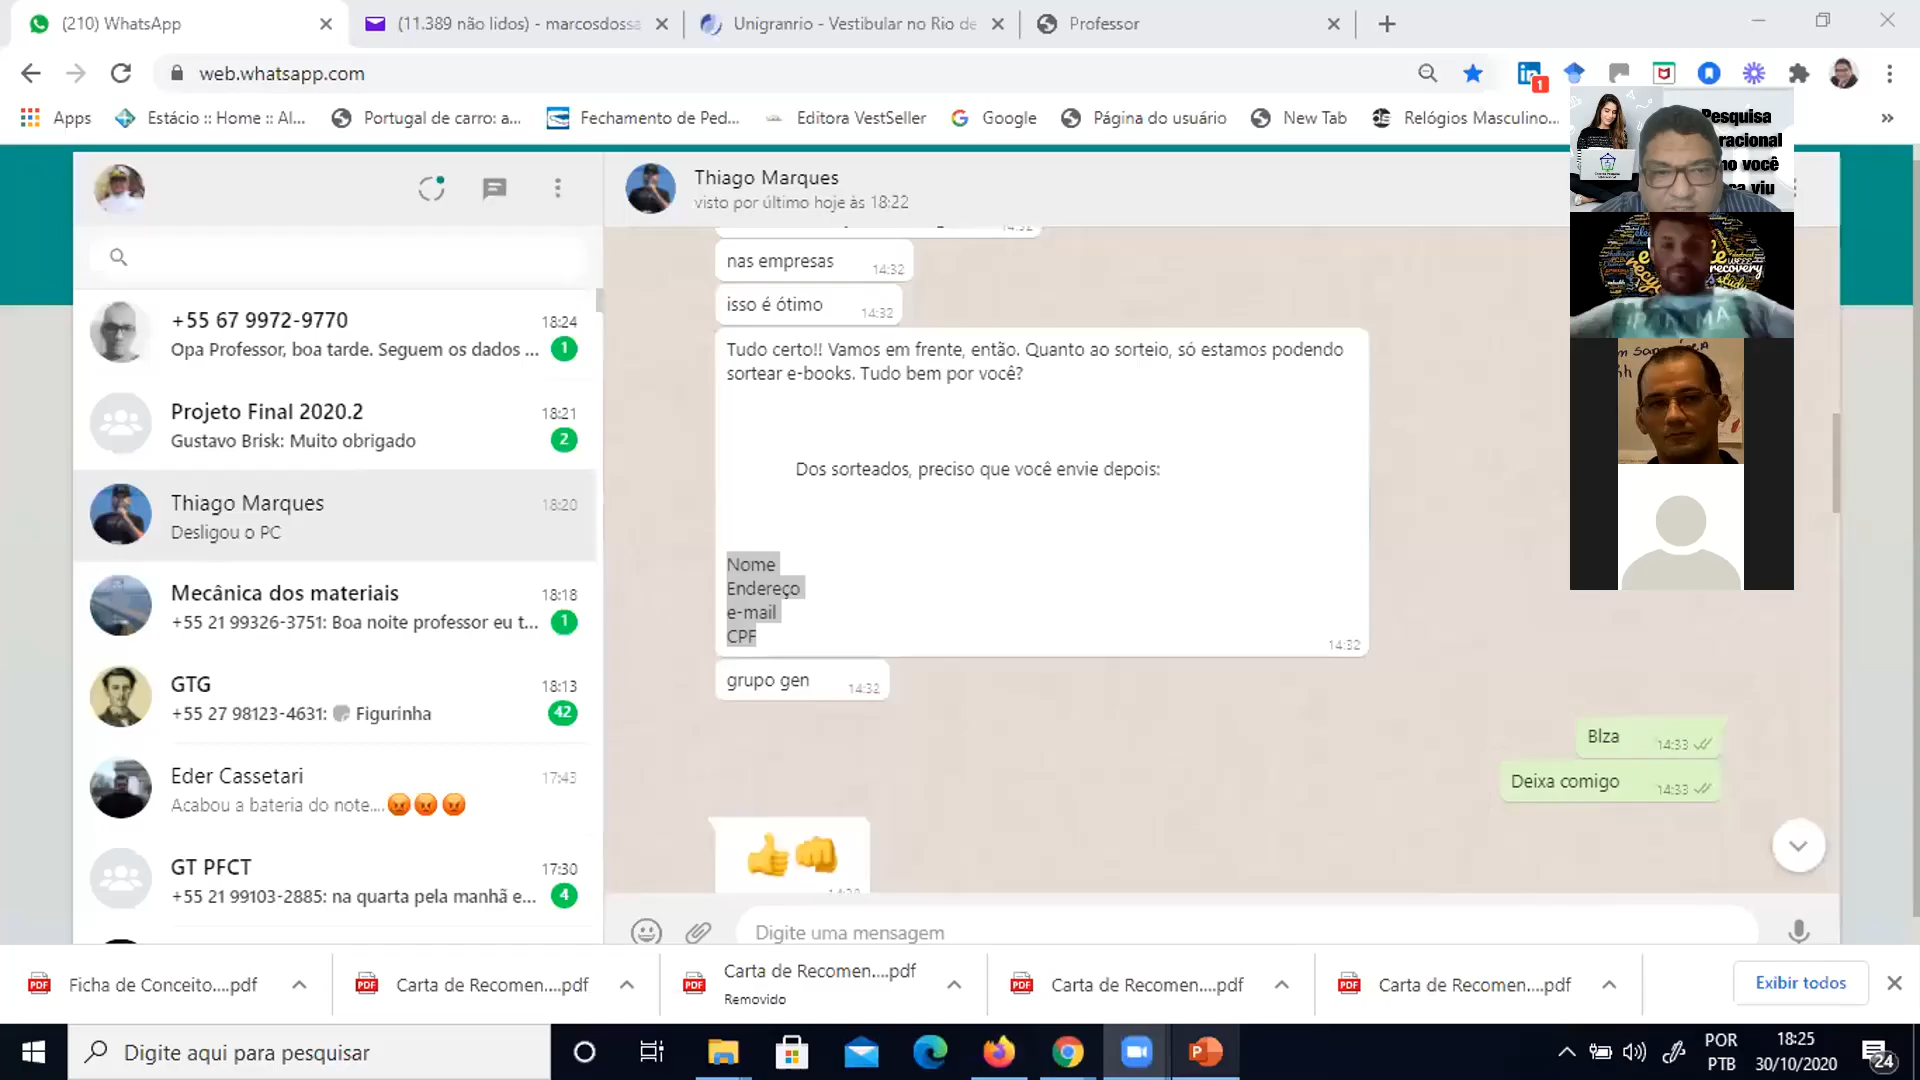 (210) WhatsApp
(11.389 não lidos) - marcosdossa
Unigranrio - Vestibular no Rio de
Professor
web.whatsapp.com
1
Apps
Estácio :: Home :: Al...
Portugal de carro: a...
Fechamento de Ped...
Editora VestSeller
Google
Página do usuário
New Tab
Relógios Masculino...
»
Thiago Marques
visto por último hoje às 18:22
+55 67 9972-9770
18:24
Opa Professor, boa tarde. Seguem os dados ...
1
Projeto Final 2020.2
18:21
Gustavo Brisk: Muito obrigado
2
Thiago Marques
18:20
Desligou o PC
Mecânica dos materiais
18:18
+55 21 99326-3751: Boa noite professor eu t...
1
GTG
18:13
+55 27 98123-4631: Figurinha
42
Eder Cassetari
17:43
Acabou a bateria do note....😡😡😡
GT PFCT
17:30
+55 21 99103-2885: na quarta pela manhã e...
4
14:32
nas empresas
14:32
isso é ótimo
14:32
Tudo certo!! Vamos em frente, então. Quanto ao sorteio, só estamos podendo
sortear e-books. Tudo bem por você?
Dos sorteados, preciso que você envie depois:
Nome
Endereço
e-mail
CPF
14:32
grupo gen
14:32
Blza
14:33
Deixa comigo
14:33
👍👊
Digite uma mensagem
Pesquisa
racional
no você
ca viu
recovery
study
Ficha de Conceito....pdf
Carta de Recomen....pdf
Carta de Recomen....pdf
Removido
Carta de Recomen....pdf
Carta de Recomen....pdf
Exibir todos
Digite aqui para pesquisar
POR
PTB
18:25
30/10/2020
24